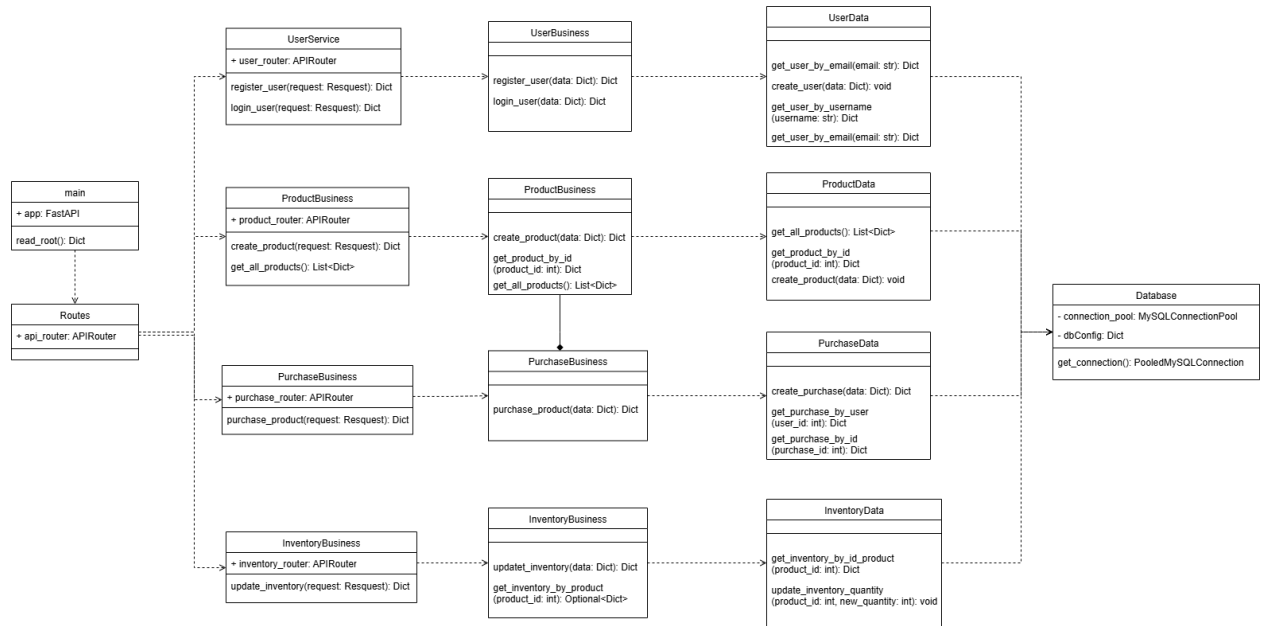 main
+ app: FastAPI
read_root(): Dict
Routes
+ api_router: APIRouter
UserService
+ user_router: APIRouter
register_user(request: Resquest): Dict
login_user(request: Resquest): Dict
ProductBusiness
+ product_router: APIRouter
create_product(request: Resquest): Dict
get_all_products(): List<Dict>
PurchaseBusiness
+ purchase_router: APIRouter
purchase_product(request: Resquest): Dict
InventoryBusiness
+ inventory_router: APIRouter
update_inventory(request: Resquest): Dict
UserBusiness
register_user(data: Dict): Dict
login_user(data: Dict): Dict
ProductBusiness
create_product(data: Dict): Dict
get_product_by_id
(product_id: int): Dict
get_all_products(): List<Dict>
PurchaseBusiness
purchase_product(data: Dict): Dict
InventoryBusiness
updatet_inventory(data: Dict): Dict
get_inventory_by_product
(product_id: int): Optional<Dict>
UserData
get_user_by_email(email: str): Dict
create_user(data: Dict): void
get_user_by_username
(username: str): Dict
get_user_by_email(email: str): Dict
ProductData
get_all_products(): List<Dict>
get_product_by_id
(product_id: int): Dict
create_product(data: Dict): void
PurchaseData
create_purchase(data: Dict): Dict
get_purchase_by_user
(user_id: int): Dict
get_purchase_by_id
(purchase_id: int): Dict
InventoryData
get_inventory_by_id_product
(product_id: int): Dict
update_inventory_quantity
(product_id: int, new_quantity: int): void
Database
- connection_pool: MySQLConnectionPool
- dbConfig: Dict
get_connection(): PooledMySQLConnection